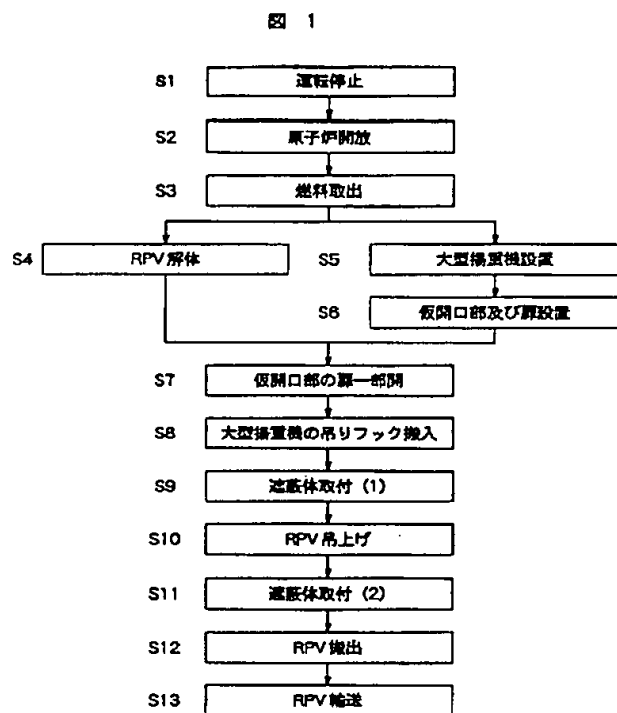 図 1
S1 運転停止
S2 原子炉開放
S3 燃料取出
S4 RPV 解体
S5 大型揚重機設置
S6 仮開口部及び扉設置
S7 仮開口部の扉一部開
S8 大型揚重機の吊りフック搬入
S9 遮蔽体取付 (1)
S10 RPV 吊上げ
S11 遮蔽体取付 (2)
S12 RPV 搬出
S13 RPV 輸送